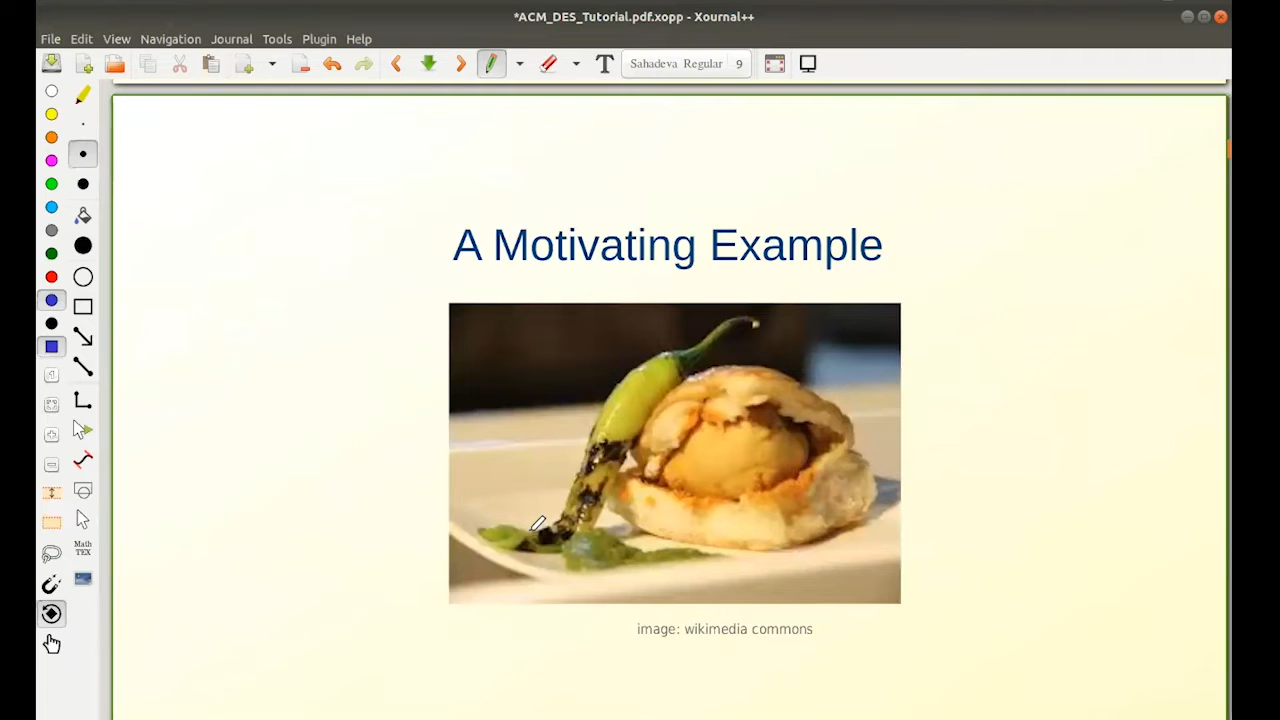 *ACM_DES_Tutorial.pdf.xopp - Xournal++
File Edit View Navigation Journal Tools Plugin Help
T Sahadeva Regular 9
A Motivating Example
Math
TEX
image: wikimedia commons